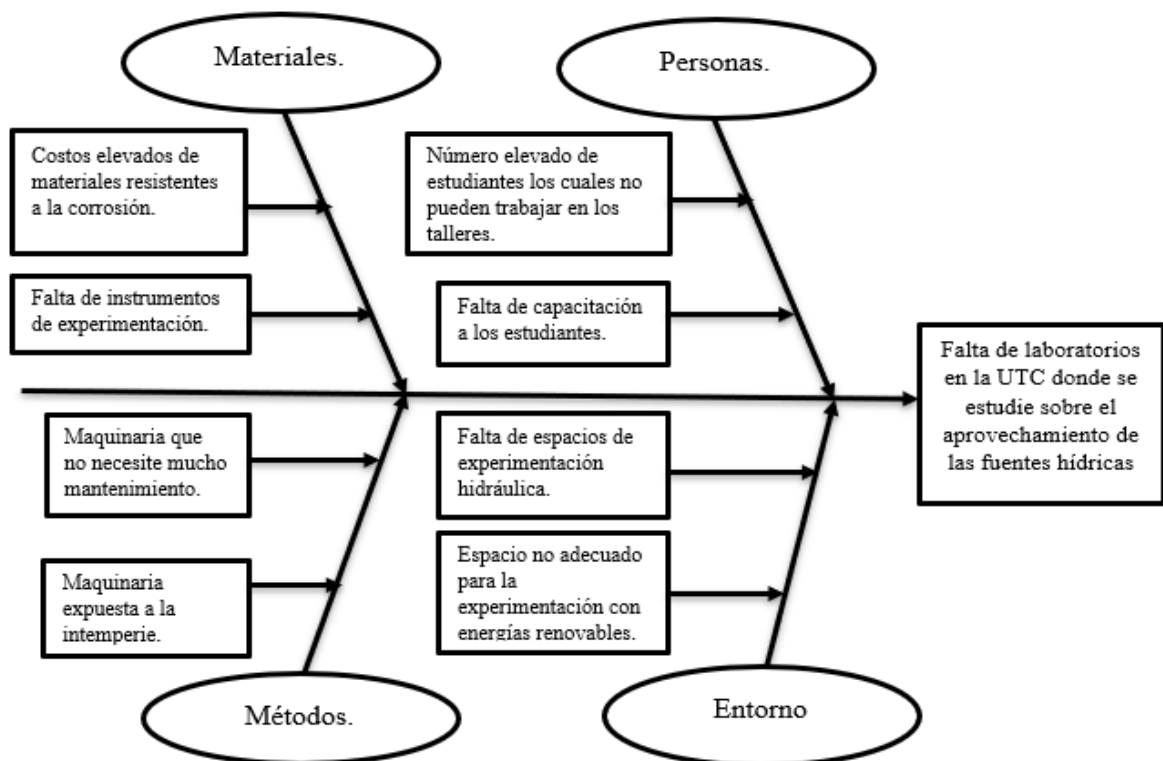 Materiales.
Personas.
Costos elevados de
materiales resistentes
a la corrosión.
Número elevado de
estudiantes los cuales no
pueden trabajar en los
talleres.
Falta de instrumentos
de experimentación.
Falta de capacitación
a los estudiantes.
Falta de laboratorios
en la UTC donde se
estudie sobre el
aprovechamiento de
las fuentes hídricas
Maquinaria que
no necesite mucho
mantenimiento.
Falta de espacios de
experimentación
hidráulica.
Maquinaria
expuesta a la
intemperie.
Espacio no adecuado
para la
experimentación con
energías renovables.
Métodos.
Entorno